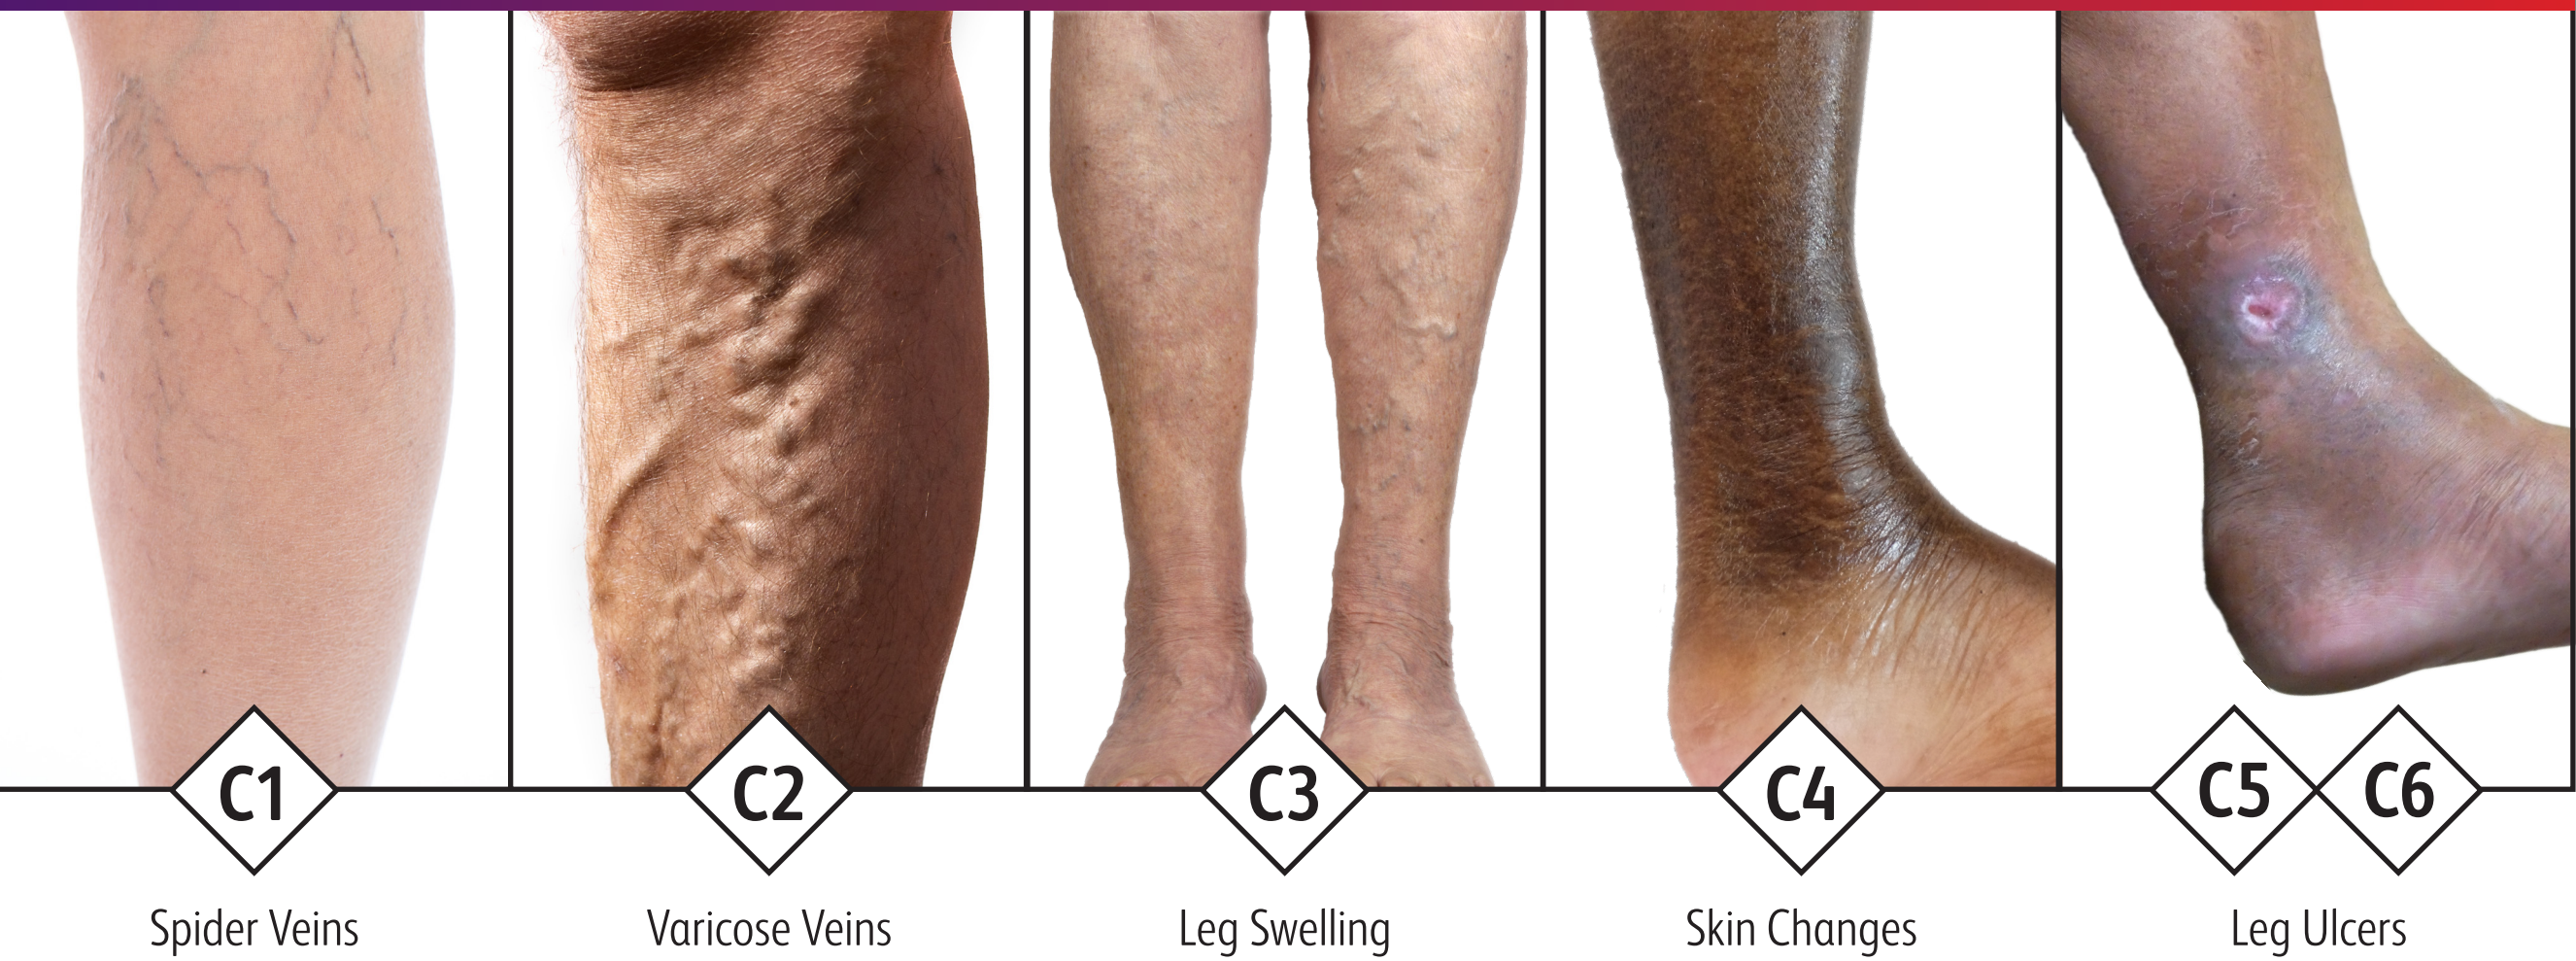 C1
C2
C3
C4
C5
C6
Spider Veins
Varicose Veins
Leg Swelling
Skin Changes
Leg Ulcers